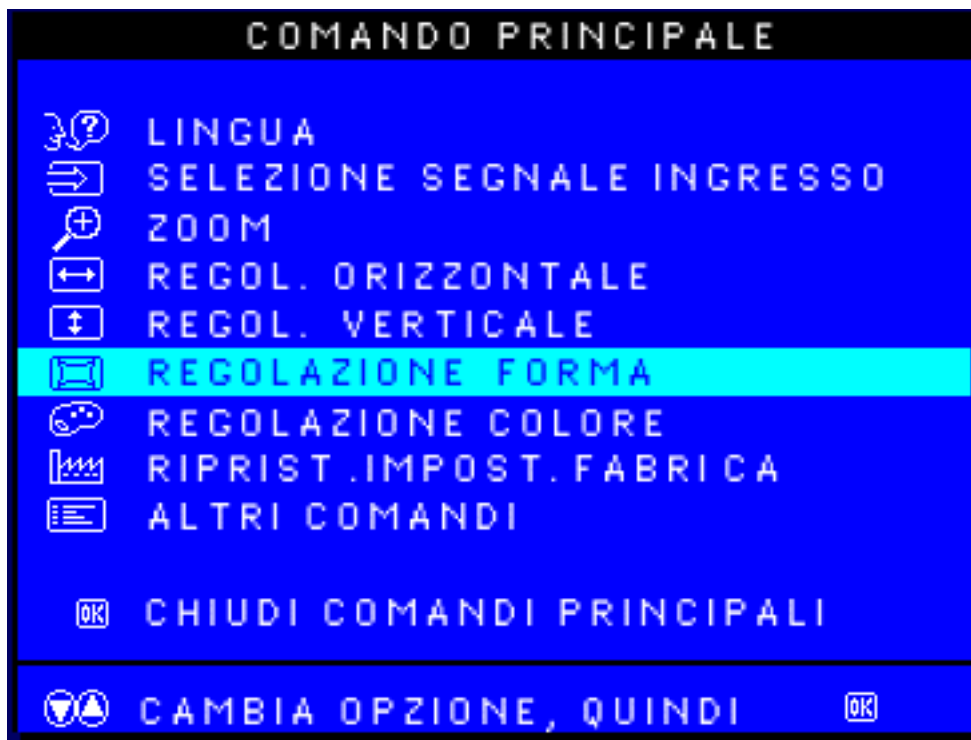 COMANDO PRINCIPALE
LINGUA
SELEZIONE SEGNALE INGRESSO
ZOOM
REGOL. ORIZZONTALE
REGOL. VERTICALE
REGOLAZIONE FORMA
REGOLAZIONE COLORE
RIPRIST.IMPOST.FABRICA
ALTRI COMANDI
OK CHIUDI COMANDI PRINCIPALI
CAMBIA OPZIONE, QUINDI OK